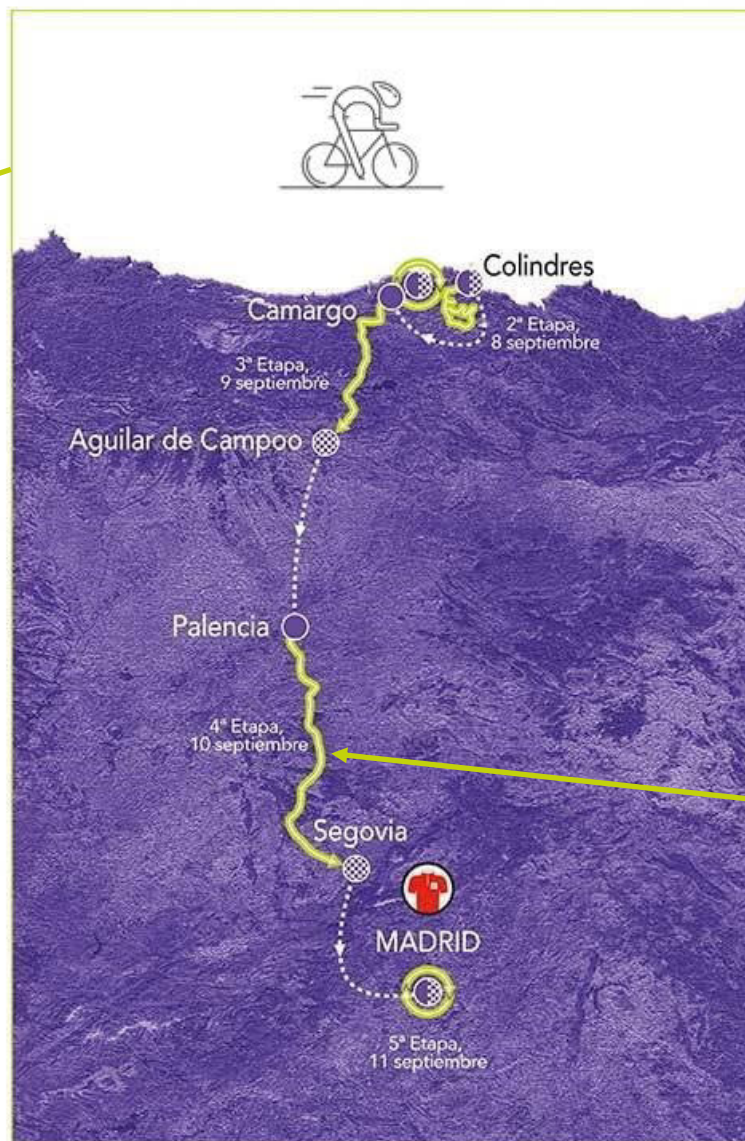 Colindres
Camargo
2ª Etapa,
8 septiembre
3ª Etapa,
9 septiembre
Aguilar de Campoo
Palencia
4ª Etapa,
10 septiembre
Segovia
MADRID
5ª Etapa,
11 septiembre